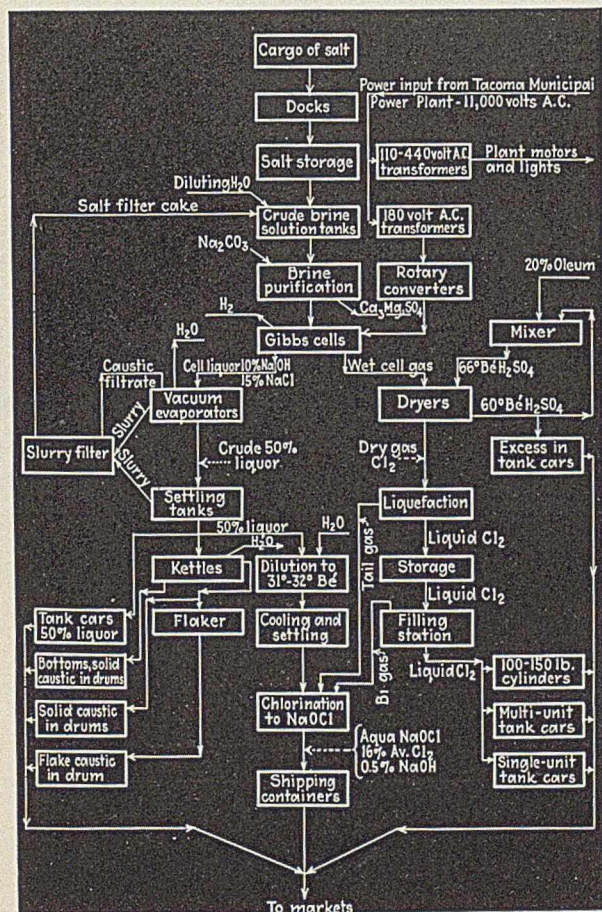 Cargo of salt
Power input from Tacoma Municipal
Power Plant - 11,000 volts A.C.
Docks
110-440 volt A.C.
transformers
Plant motors
and lights
Salt storage
Diluting H2O
Salt filter cake
Crude brine
solution tanks
180 volt A.C.
transformers
Na2CO3
20% Oleum
Brine
purification
Rotary
converters
Ca, Mg, SO4
H2
Mixer
H2O
Gibbs cells
Caustic
filtrate
Cell liquor 10% NaOH
15% NaCl
Wet cell gas
66° Bé H2SO4
Vacuum
evaporators
Dryers
60° Bé H2SO4
Slurry
Slurry filter
Slurry
Crude 50%
liquor
Dry gas
Cl2
Excess in
tank cars
Settling
tanks
Liquefaction
50% liquor
H2O
H2O
Tail gas
Liquid Cl2
Kettles
Dilution to
31°-32° Bé
Storage
Liquid Cl2
Tank cars
50% liquor
Flaker
Cooling and
settling
Filling
station
Bl gas
Liquid Cl2
100-150 lb.
cylinders
Bottoms, solid
caustic in drums
Solid caustic
in drums
Chlorination
to NaOCl
Multi-unit
tank cars
Aqua NaOCl
16% Av. Cl2
0.5% NaOH
Flake caustic
in drum
Shipping
containers
Single-unit
tank cars
To markets